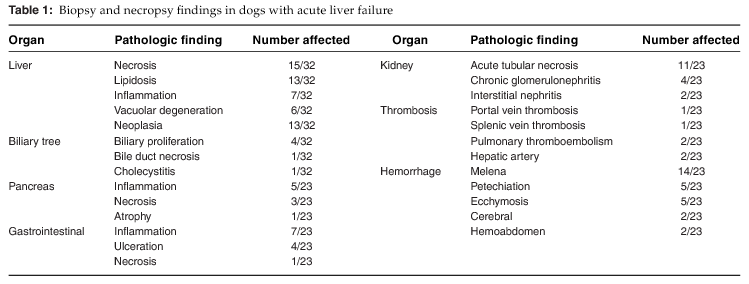 Table 1: Biopsy and necropsy findings in dogs with acute liver failure
Organ Pathologic finding Number affected Organ Pathologic finding Number affected
Liver Necrosis 15/32 Kidney Acute tubular necrosis 11/23
Lipidosis 13/32 Chronic glomerulonephritis 4/23
Inflammation 7/32 Interstitial nephritis 2/23
Vacuolar degeneration 6/32 Thrombosis Portal vein thrombosis 1/23
Neoplasia 13/32 Splenic vein thrombosis 1/23
Biliary tree Biliary proliferation 4/32 Pulmonary thromboembolism 2/23
Bile duct necrosis 1/32 Hepatic artery 2/23
Cholecystitis 1/32 Hemorrhage Melena 14/23
Pancreas Inflammation 5/23 Petechiation 5/23
Necrosis 3/23 Ecchymosis 5/23
Atrophy 1/23 Cerebral 2/23
Gastrointestinal Inflammation 7/23 Hemoabdomen 2/23
Ulceration 4/23
Necrosis 1/23